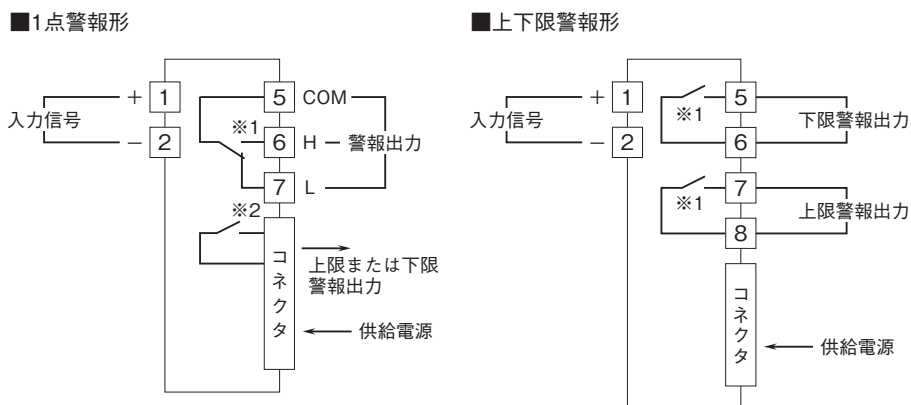 ■1点警報形
入力信号
+ 1
− 2
5 COM
※1
6 H 警報出力
7 L
※2
コネクタ
上限または下限
警報出力
供給電源
■上下限警報形
入力信号
+ 1
− 2
※1
5
6
下限警報出力
※1
7
8
上限警報出力
コネクタ
供給電源